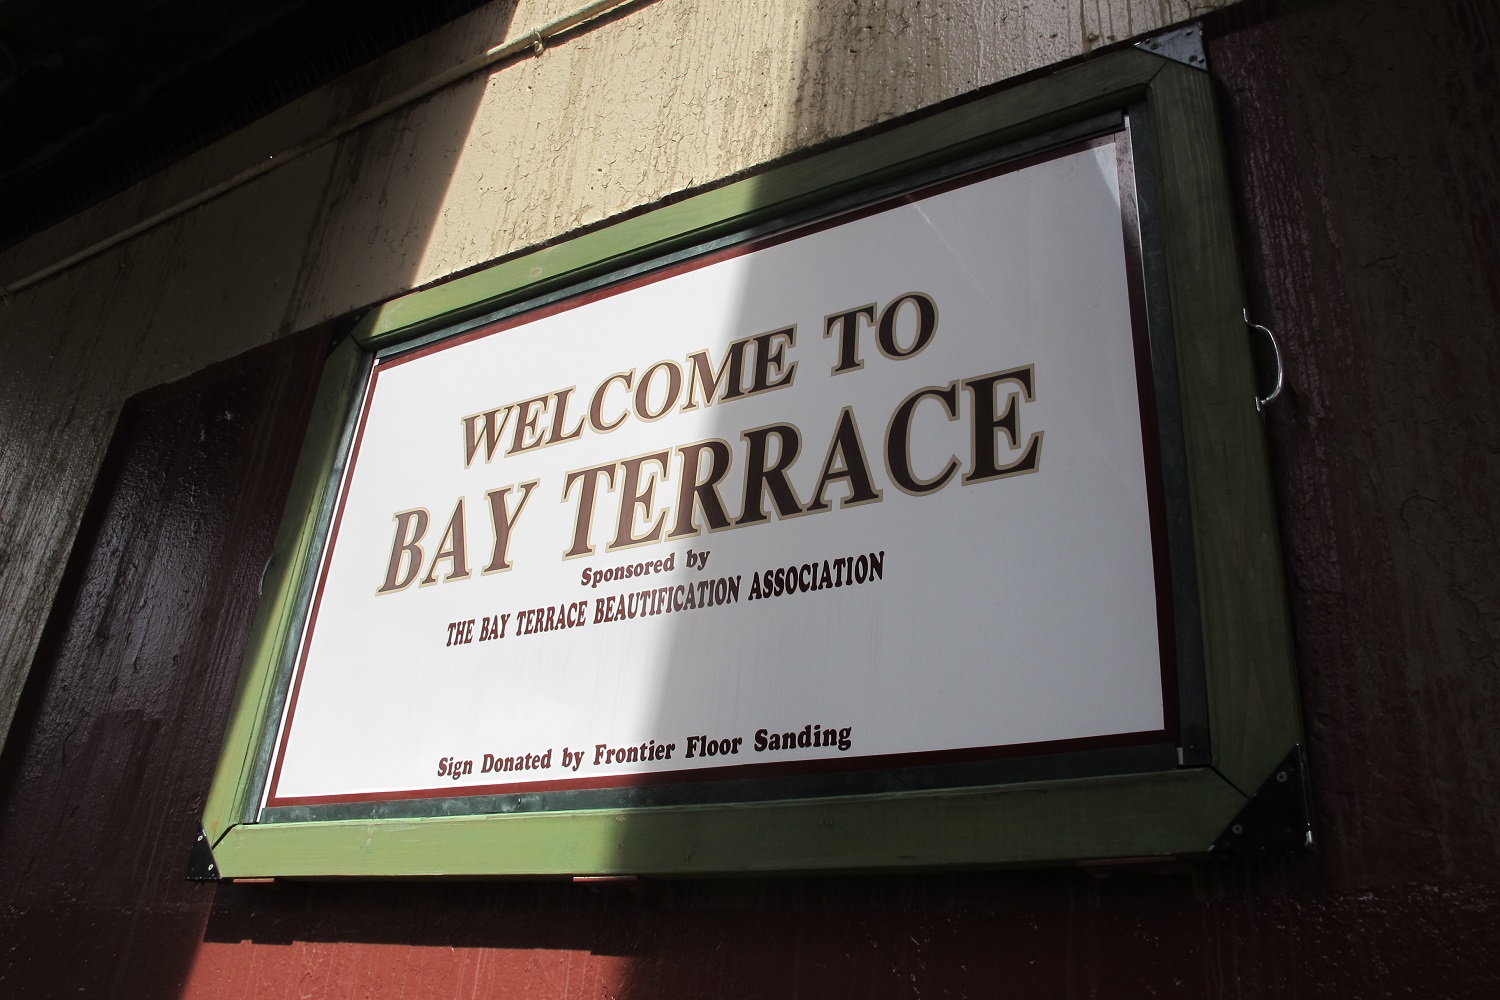 WELCOME TO
BAY TERRACE
Sponsored by
THE BAY TERRACE BEAUTIFICATION ASSOCIATION
Sign Donated by Frontier Floor Sanding